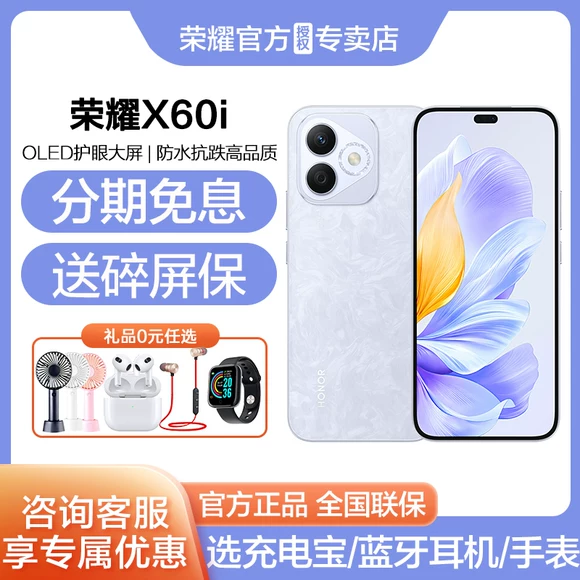 荣耀官方授权专卖店
荣耀X60i
OLED护眼大屏 | 防水抗跌高品质
分期免息
送碎屏保
礼品0元任选
20
36
HONOR
咨询客服
享专属优惠
官方正品 全国联保
选充电宝/蓝牙耳机/手表